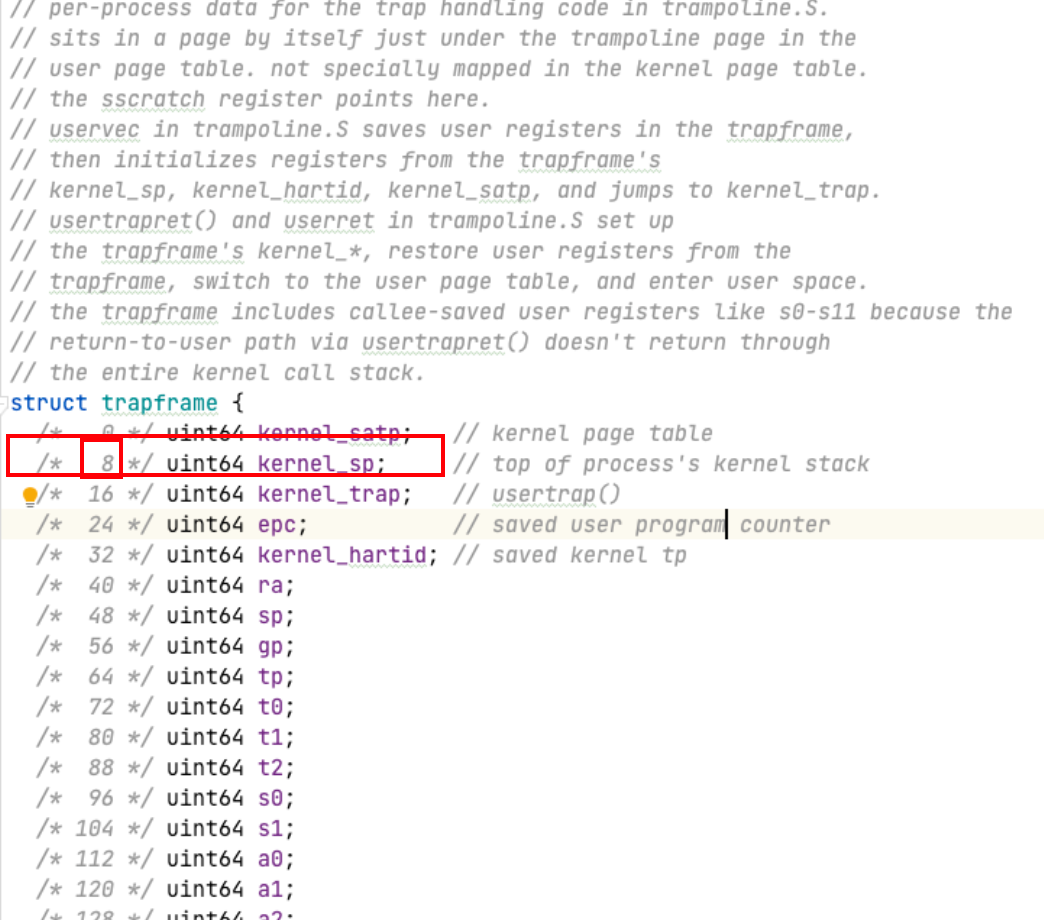 // per-process data for the trap handling code in trampoline.S.
// sits in a page by itself just under the trampoline page in the
// user page table. not specially mapped in the kernel page table.
// the sscratch register points here.
// uservec in trampoline.S saves user registers in the trapframe,
// then initializes registers from the trapframe's
// kernel_sp, kernel_hartid, kernel_satp, and jumps to kernel_trap.
// usertrapret() and userret in trampoline.S set up
// the trapframe's kernel_*, restore user registers from the
// trapframe, switch to the user page table, and enter user space.
// the trapframe includes callee-saved user registers like s0-s11 because the
// return-to-user path via usertrapret() doesn't return through
// the entire kernel call stack.
struct trapframe {
/* 0 */ uint64 kernel_satp; // kernel page table
/* 8 */ uint64 kernel_sp; // top of process's kernel stack
/* 16 */ uint64 kernel_trap; // usertrap()
/* 24 */ uint64 epc; // saved user program counter
/* 32 */ uint64 kernel_hartid; // saved kernel tp
/* 40 */ uint64 ra;
/* 48 */ uint64 sp;
/* 56 */ uint64 gp;
/* 64 */ uint64 tp;
/* 72 */ uint64 t0;
/* 80 */ uint64 t1;
/* 88 */ uint64 t2;
/* 96 */ uint64 s0;
/* 104 */ uint64 s1;
/* 112 */ uint64 a0;
/* 120 */ uint64 a1;
/* 128 */ uint64 a2;